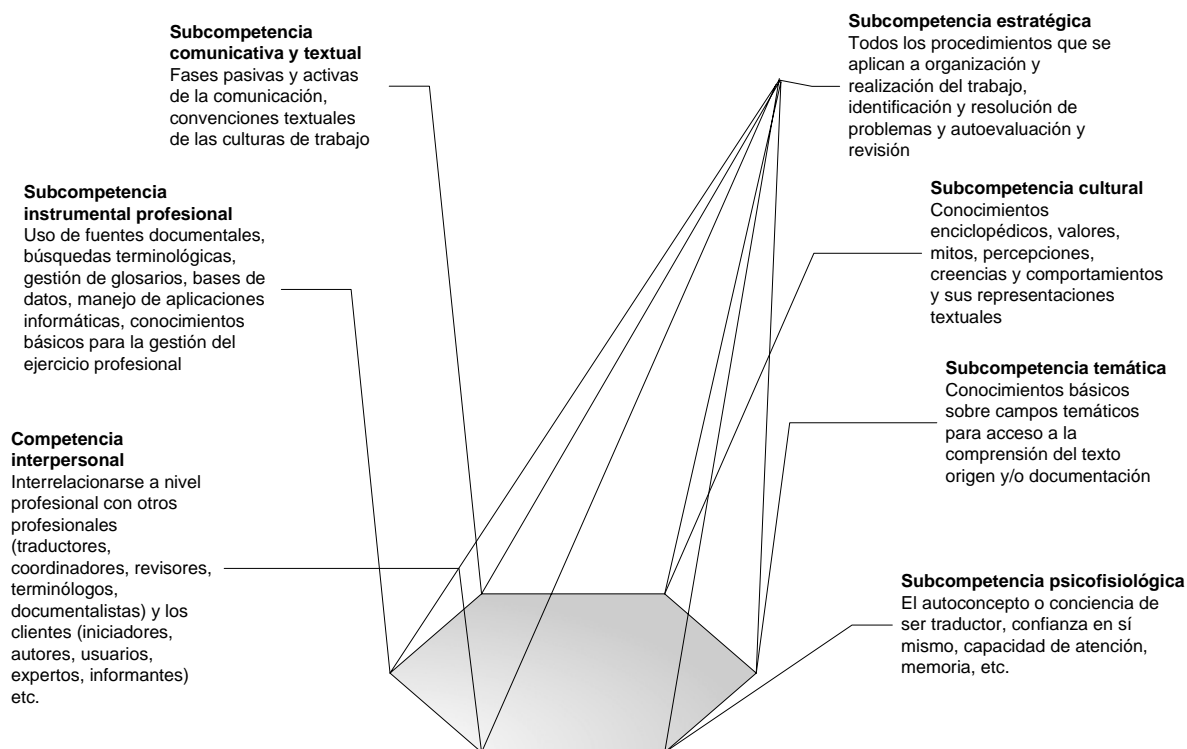 Subcompetencia
comunicativa y textual
Fases pasivas y activas
de la comunicación,
convenciones textuales
de las culturas de trabajo
Subcompetencia
instrumental profesional
Uso de fuentes documentales,
búsquedas terminológicas,
gestión de glosarios, bases de
datos, manejo de aplicaciones
informáticas, conocimientos
básicos para la gestión del
ejercicio profesional
Competencia
interpersonal
Interrelacionarse a nivel
profesional con otros
profesionales
(traductores,
coordinadores, revisores,
terminólogos,
documentalistas) y los
clientes (iniciadores,
autores, usuarios,
expertos, informantes)
etc.
Subcompetencia estratégica
Todos los procedimientos que se
aplican a organización y
realización del trabajo,
identificación y resolución de
problemas y autoevaluación y
revisión
Subcompetencia cultural
Conocimientos
enciclopédicos, valores,
mitos, percepciones,
creencias y comportamientos
y sus representaciones
textuales
Subcompetencia temática
Conocimientos básicos
sobre campos temáticos
para acceso a la
comprensión del texto
origen y/o documentación
Subcompetencia psicofisiológica
El autoconcepto o conciencia de
ser traductor, confianza en sí
mismo, capacidad de atención,
memoria, etc.